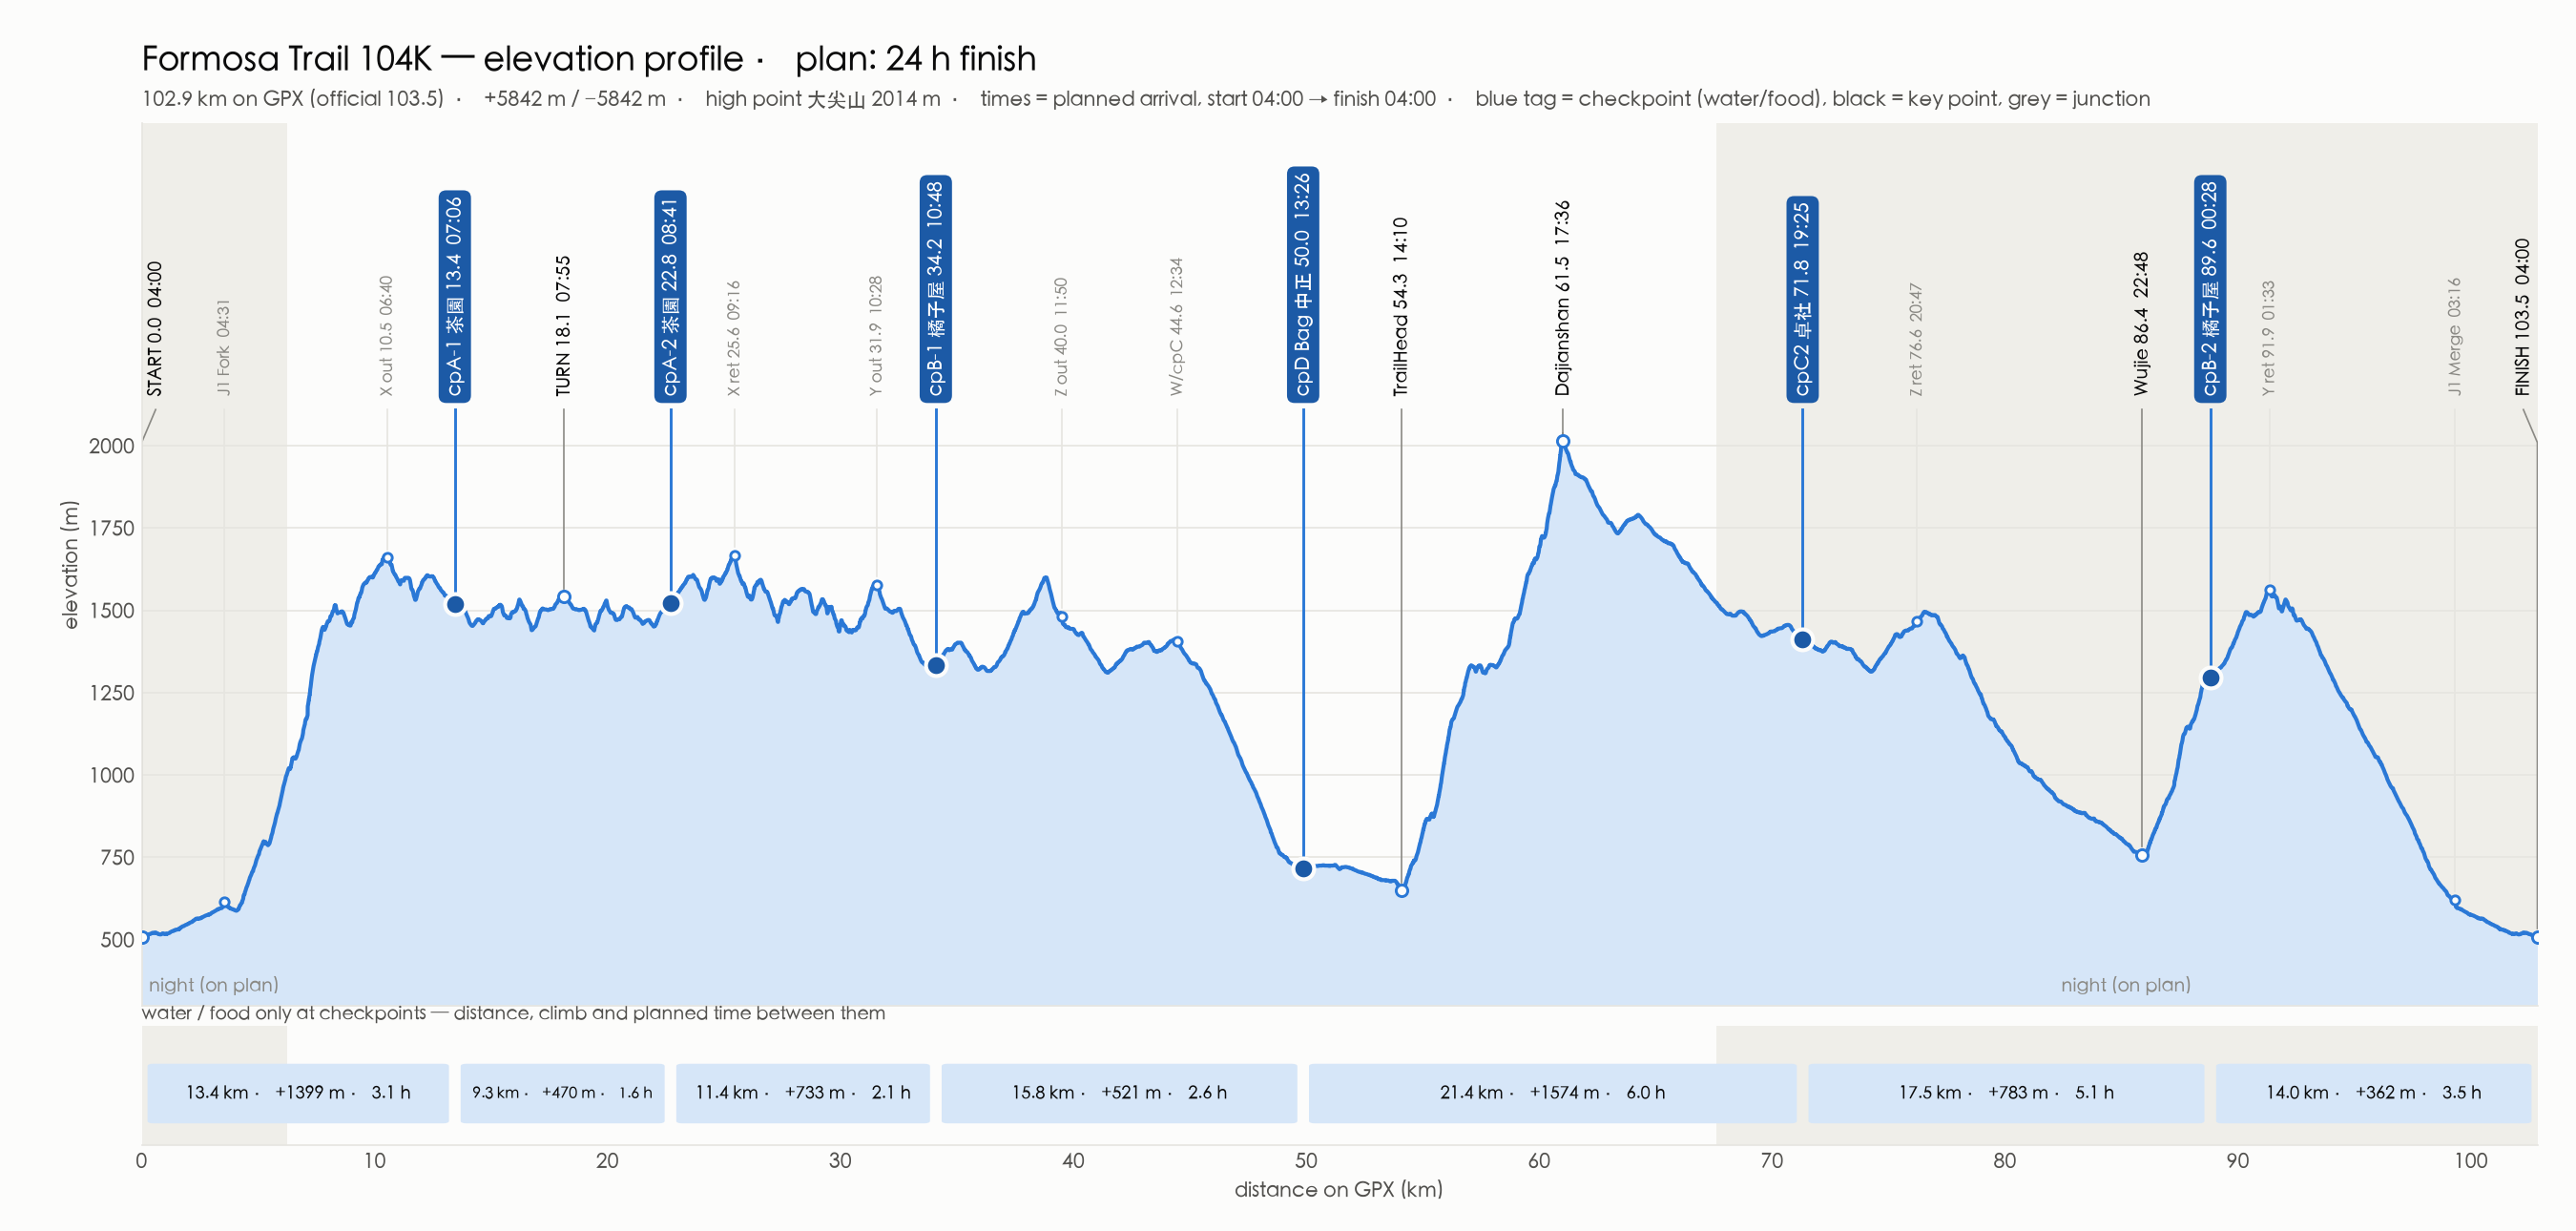 Formosa Trail 104K — elevation profile · plan: 24 h finish
102.9 km on GPX (official 103.5) · +5842 m / −5842 m · high point 大尖山 2014 m · times = planned arrival, start 04:00 → finish 04:00 · blue tag = checkpoint (water/food), black = key point, grey = junction
START 0.0 04:00
J1 Fork 04:31
X out 10.5 06:40
cpA-1 茶園 13.4 07:06
TURN 18.1 07:55
cpA-2 茶園 22.8 08:41
X ret 25.6 09:16
Y out 31.9 10:28
cpB-1 橘子屋 34.2 10:48
Z out 40.0 11:50
W/cpC 44.6 12:34
cpD Bag 中正 50.0 13:26
TrailHead 54.3 14:10
Dajianshan 61.5 17:36
cpC2 卓社 71.8 19:25
Z ret 76.6 20:47
Wujie 86.4 22:48
cpB-2 橘子屋 89.6 00:28
Y ret 91.9 01:33
J1 Merge 03:16
FINISH 103.5 04:00
elevation (m)
2000
1750
1500
1250
1000
750
500
night (on plan)
night (on plan)
water / food only at checkpoints — distance, climb and planned time between them
13.4 km · +1399 m · 3.1 h
9.3 km · +470 m · 1.6 h
11.4 km · +733 m · 2.1 h
15.8 km · +521 m · 2.6 h
21.4 km · +1574 m · 6.0 h
17.5 km · +783 m · 5.1 h
14.0 km · +362 m · 3.5 h
0 10 20 30 40 50 60 70 80 90 100
distance on GPX (km)